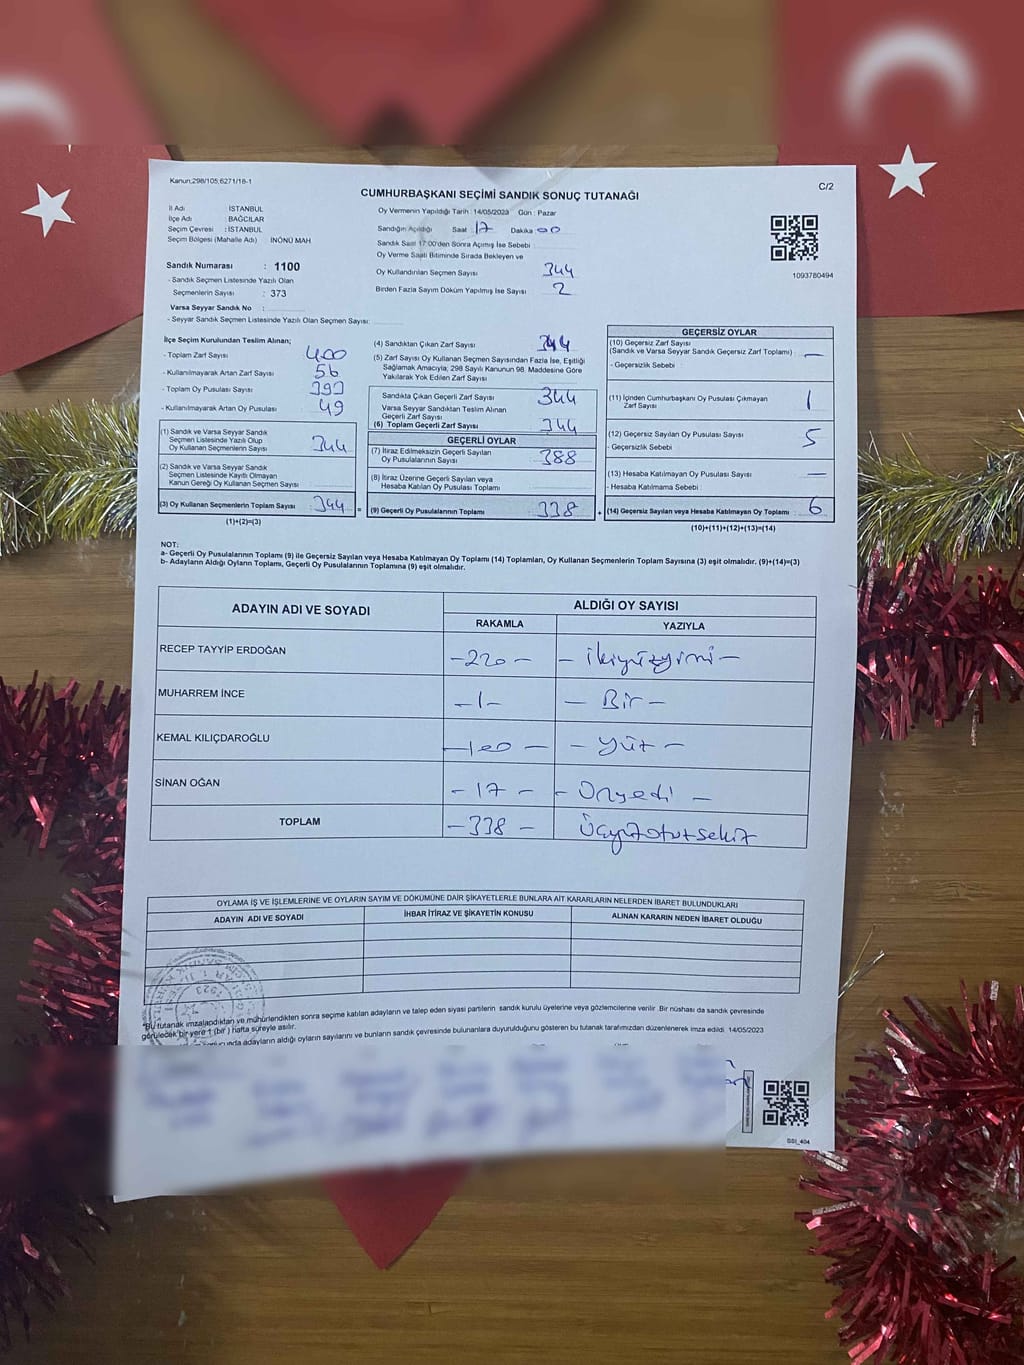 Kanun;298/105;6271/18-1
CUMHURBAŞKANI SEÇİMİ SANDIK SONUÇ TUTANAĞI
C/2
İl Adı : İSTANBUL
İlçe Adı : BAĞCILAR
Seçim Çevresi : İSTANBUL
Seçim Bölgesi (Mahalle Adı) : İNÖNÜ MAH
Sandık Numarası : 1100
- Sandık Seçmen Listesinde Yazılı Olan
Seçmenlerin Sayısı : 373
Varsa Seyyar Sandık No :
- Seyyar Sandık Seçmen Listesinde Yazılı Olan Seçmen Sayısı:
Oy Vermenin Yapıldığı Tarih : 14/05/2023 Gün : Pazar
Sandığın Açıldığı Saat : 17 Dakika 00
Sandık Saat 17:00'den Sonra Açılmış İse Sebebi :
Oy Verme Saati Bitiminde Sırada Bekleyen ve
Oy Kullandırılan Seçmen Sayısı 344
Birden Fazla Sayım Döküm Yapılmış İse Sayısı 2
1093780494
İlçe Seçim Kurulundan Teslim Alınan;
- Toplam Zarf Sayısı 400
- Kullanılmayarak Artan Zarf Sayısı 56
- Toplam Oy Pusulası Sayısı 393
- Kullanılmayarak Artan Oy Pusulası 49
(1) Sandık ve Varsa Seyyar Sandık
Seçmen Listesinde Yazılı Olup
Oy Kullanan Seçmenlerin Sayısı 344
(2) Sandık ve Varsa Seyyar Sandık
Seçmen Listesinde Kayıtlı Olmayan
Kanun Gereği Oy Kullanan Seçmen Sayısı
(3) Oy Kullanan Seçmenlerin Toplam Sayısı 344 =
(1)+(2)=(3)
(4) Sandıktan Çıkan Zarf Sayısı 344
(5) Zarf Sayısı Oy Kullanan Seçmen Sayısından Fazla İse, Eşitliği
Sağlamak Amacıyla; 298 Sayılı Kanunun 98. Maddesine Göre
Yakılarak Yok Edilen Zarf Sayısı
Sandıkta Çıkan Geçerli Zarf Sayısı 344
Varsa Seyyar Sandıktan Teslim Alınan
Geçerli Zarf Sayısı
(6) Toplam Geçerli Zarf Sayısı 344
GEÇERLİ OYLAR
(7) İtiraz Edilmeksizin Geçerli Sayılan
Oy Pusulalarının Sayısı 388
(8) İtiraz Üzerine Geçerli Sayılan veya
Hesaba Katılan Oy Pusulası Toplamı
(9) Geçerli Oy Pusulalarının Toplamı 338 +
GEÇERSİZ OYLAR
(10) Geçersiz Zarf Sayısı
(Sandık ve Varsa Seyyar Sandık Geçersiz Zarf Toplamı) : —
- Geçersizlik Sebebi :
(11) İçinden Cumhurbaşkanı Oy Pusulası Çıkmayan
Zarf Sayısı 1
(12) Geçersiz Sayılan Oy Pusulası Sayısı 5
- Geçersizlik Sebebi :
(13) Hesaba Katılmayan Oy Pusulası Sayısı —
- Hesaba Katılmama Sebebi :
(14) Geçersiz Sayılan veya Hesaba Katılmayan Oy Toplamı : 6
(10)+(11)+(12)+(13)=(14)
NOT:
a- Geçerli Oy Pusulalarının Toplamı (9) ile Geçersiz Sayılan veya Hesaba Katılmayan Oy Toplamı (14) Toplamları, Oy Kullanan Seçmenlerin Toplam Sayısına (3) eşit olmalıdır. (9)+(14)=(3)
b- Adayların Aldığı Oyların Toplamı, Geçerli Oy Pusulalarının Toplamına (9) eşit olmalıdır.
ADAYIN ADI VE SOYADI
ALDIĞI OY SAYISI
RAKAMLA YAZIYLA
RECEP TAYYİP ERDOĞAN -220- - ikiyüzyirmi -
MUHARREM İNCE -1- - Bir -
KEMAL KILIÇDAROĞLU -100- - Yüz -
SİNAN OĞAN -17- - Onyedi -
TOPLAM -338- Üçyüzotuzsekiz
OYLAMA İŞ VE İŞLEMLERİNE VE OYLARIN SAYIM VE DÖKÜMÜNE DAİR ŞİKAYETLERLE BUNLARA AİT KARARLARIN NELERDEN İBARET BULUNDUKLARI
ADAYIN ADI VE SOYADI İHBAR İTİRAZ VE ŞİKAYETİN KONUSU ALINAN KARARIN NEDEN İBARET OLDUĞU
1923
*Bu tutanak imzalandıktan ve mühürlendikten sonra seçime katılan adayların ve talep eden siyasi partilerin sandık kurulu üyelerine veya gözlemcilerine verilir. Bir nüshası da sandık çevresinde
görülecek bir yere 1 (bir) hafta süreyle asılır.
adayların aldığı oyların sayılarını ve bunların sandık çevresinde bulunanlara duyurulduğunu gösteren bu tutanak tarafımızdan düzenlenerek imza edildi. 14/05/2023
SSI_404